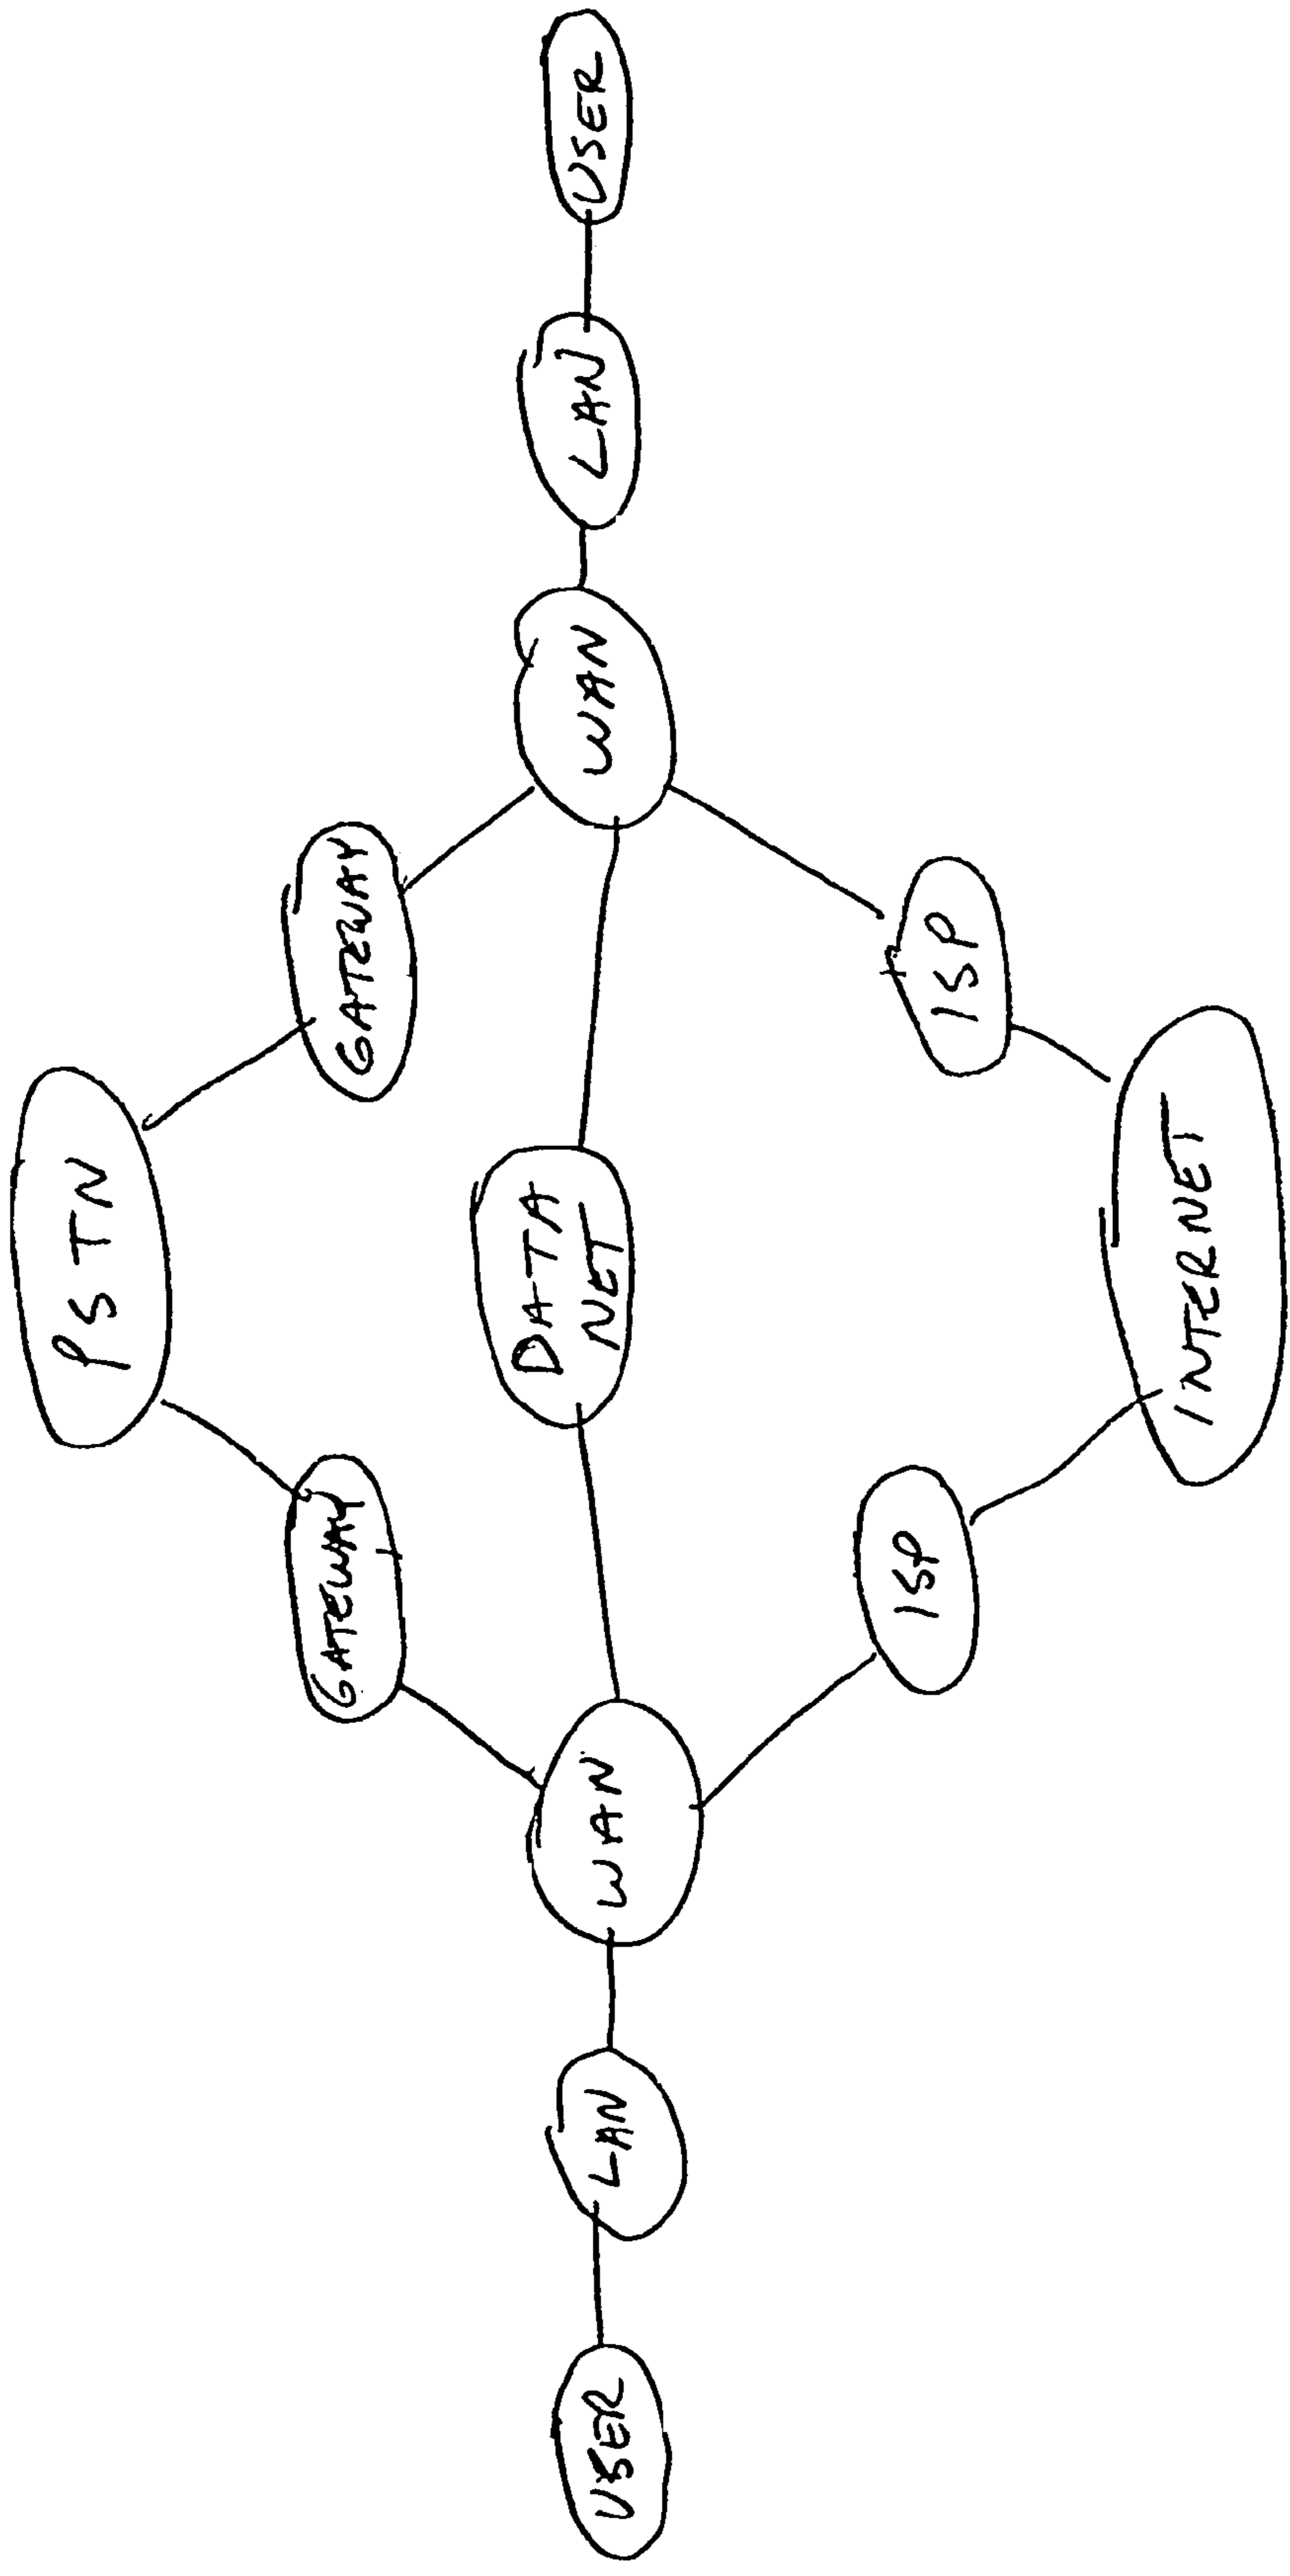 PSTN
GATEWAY
GATEWAY
USER
LAN
WAN
DATA
NET
WAN
LAN
USER
ISP
ISP
INTERNET